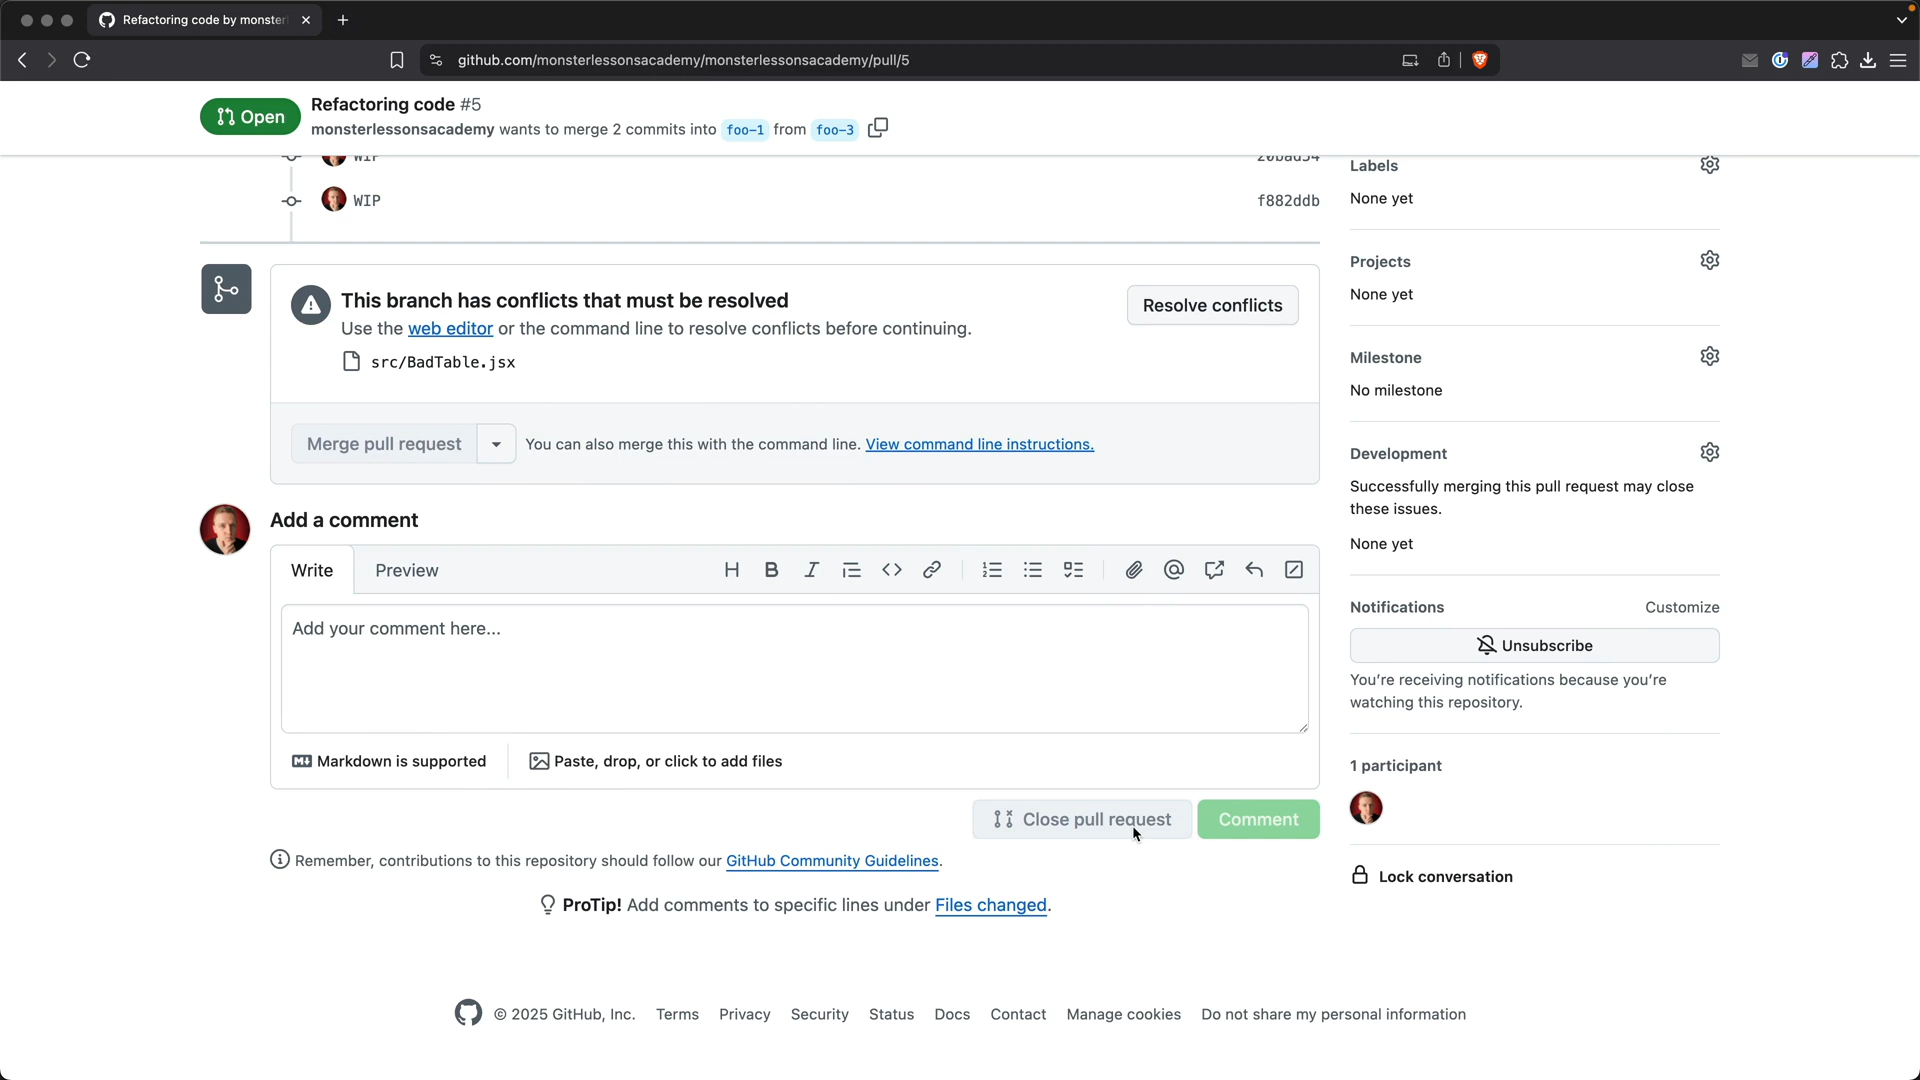 Refactoring code by monster
github.com/monsterlessonsacademy/monsterlessonsacademy/pull/5
Open
Refactoring code #5
monsterlessonsacademy wants to merge 2 commits into foo-1 from foo-3
WIP
WIP f882ddb
This branch has conflicts that must be resolved
Use the web editor or the command line to resolve conflicts before continuing.
src/BadTable.jsx
Resolve conflicts
Merge pull request
You can also merge this with the command line. View command line instructions.
Add a comment
Write
Preview
Add your comment here...
Markdown is supported
Paste, drop, or click to add files
Close pull request
Comment
Remember, contributions to this repository should follow our GitHub Community Guidelines.
ProTip! Add comments to specific lines under Files changed.
Labels
None yet
Projects
None yet
Milestone
No milestone
Development
Successfully merging this pull request may close
these issues.
None yet
Notifications
Customize
Unsubscribe
You're receiving notifications because you're
watching this repository.
1 participant
Lock conversation
© 2025 GitHub, Inc. Terms Privacy Security Status Docs Contact Manage cookies Do not share my personal information